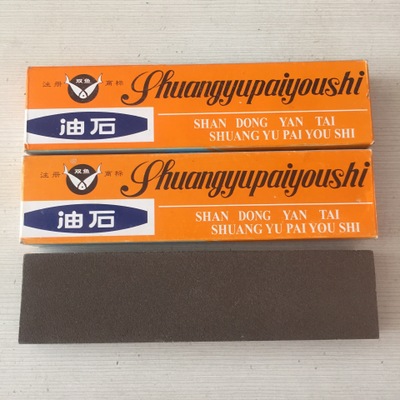 注册 双鱼 商标
Shuangyupaiyoushi
油石
SHAN DONG YAN TAI
SHUANG YU PAI YOU SHI
注册 双鱼 商标
Shuangyupaiyoushi
油石
SHAN DONG YAN TAI
SHUANG YU PAI YOU SHI